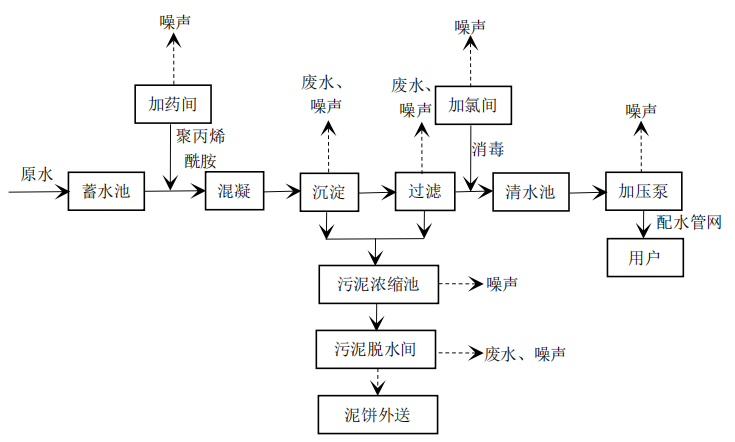 噪声
噪声
废水、
噪声
废水、
噪声
噪声
加药间
加氯间
聚丙烯
酰胺
消毒
原水
蓄水池
混凝
沉淀
过滤
清水池
加压泵
配水管网
用户
污泥浓缩池
噪声
污泥脱水间
废水、噪声
泥饼外送